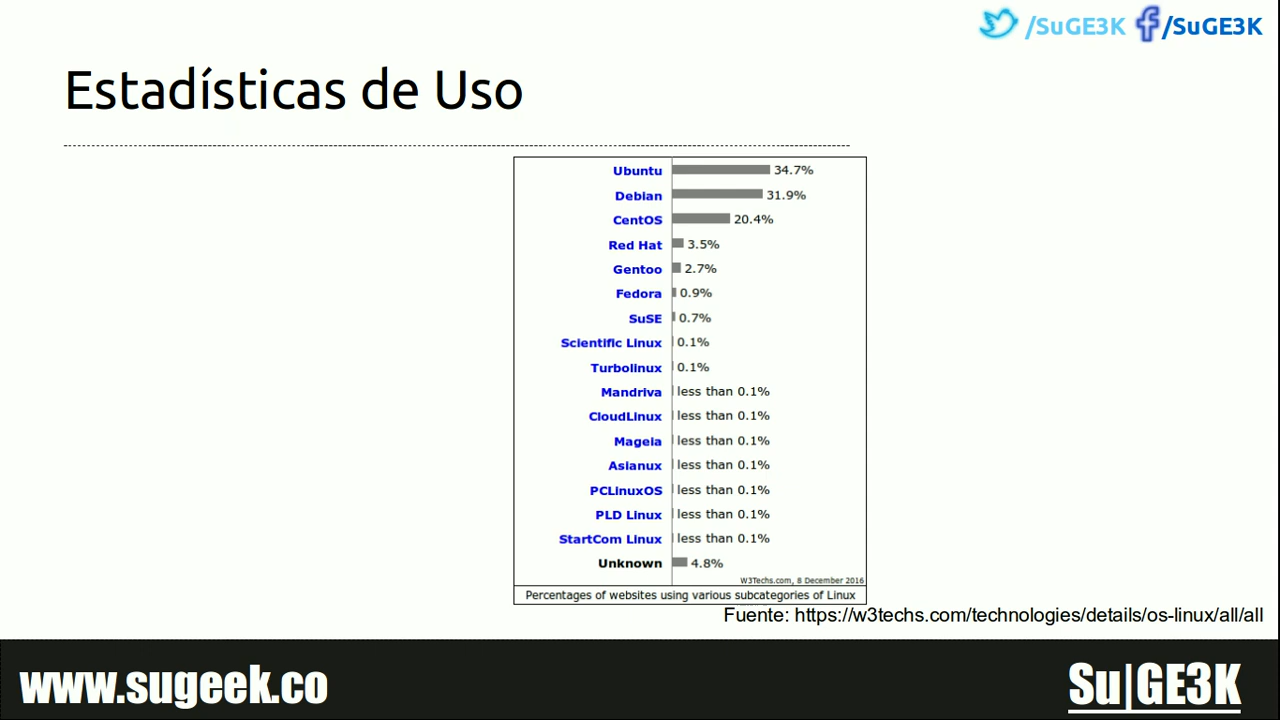 /SuGE3K /SuGE3K
Estadísticas de Uso
Ubuntu 34.7%
Debian 31.9%
CentOS 20.4%
Red Hat 3.5%
Gentoo 2.7%
Fedora 0.9%
SuSE 0.7%
Scientific Linux 0.1%
Turbolinux 0.1%
Mandriva less than 0.1%
CloudLinux less than 0.1%
Mageia less than 0.1%
Asianux less than 0.1%
PCLinuxOS less than 0.1%
PLD Linux less than 0.1%
StartCom Linux less than 0.1%
Unknown 4.8%
W3Techs.com, 8 December 2016
Percentages of websites using various subcategories of Linux
Fuente: https://w3techs.com/technologies/details/os-linux/all/all
www.sugeek.co Su|GE3K